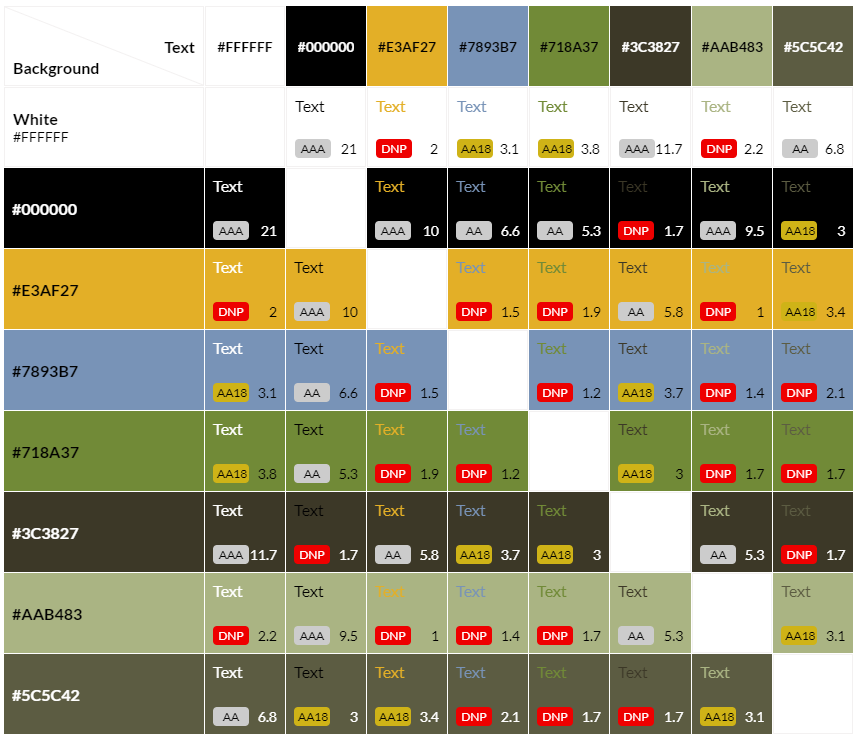 Text #FFFFFF #000000 #E3AF27 #7893B7 #718A37 #3C3827 #AAB483 #5C5C42
Background
Text Text Text Text Text Text Text
White
#FFFFFF
AAA 21 DNP 2 AA18 3.1 AA18 3.8 AAA 11.7 DNP 2.2 AA 6.8
Text Text Text Text Text Text Text
#000000
AAA 21 AAA 10 AA 6.6 AA 5.3 DNP 1.7 AAA 9.5 AA18 3
Text Text Text Text Text Text Text
#E3AF27
DNP 2 AAA 10 DNP 1.5 DNP 1.9 AA 5.8 DNP 1 AA18 3.4
Text Text Text Text Text Text Text
#7893B7
AA18 3.1 AA 6.6 DNP 1.5 DNP 1.2 AA18 3.7 DNP 1.4 DNP 2.1
Text Text Text Text Text Text Text
#718A37
AA18 3.8 AA 5.3 DNP 1.9 DNP 1.2 AA18 3 DNP 1.7 DNP 1.7
Text Text Text Text Text Text Text
#3C3827
AAA 11.7 DNP 1.7 AA 5.8 AA18 3.7 AA18 3 AA 5.3 DNP 1.7
Text Text Text Text Text Text Text
#AAB483
DNP 2.2 AAA 9.5 DNP 1 DNP 1.4 DNP 1.7 AA 5.3 AA18 3.1
Text Text Text Text Text Text Text
#5C5C42
AA 6.8 AA18 3 AA18 3.4 DNP 2.1 DNP 1.7 DNP 1.7 AA18 3.1